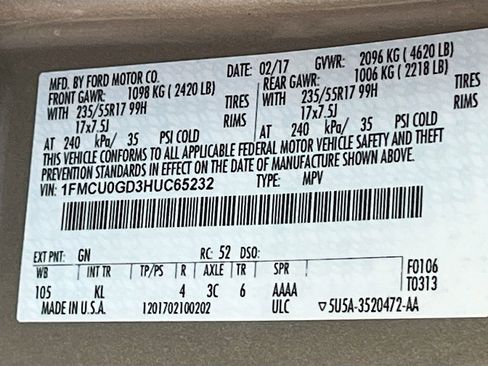 MFD. BY FORD MOTOR CO. DATE: 02/17 GVWR: 2096 KG (4620 LB)
FRONT GAWR: 1098 KG (2420 LB) REAR GAWR: 1006 KG (2218 LB)
WITH 235/55R17 99H TIRES WITH 235/55R17 99H TIRES
17x7.5J RIMS 17x7.5J RIMS
AT 240 kPa/ 35 PSI COLD AT 240 kPa/ 35 PSI COLD
THIS VEHICLE CONFORMS TO ALL APPLICABLE FEDERAL MOTOR VEHICLE SAFETY AND THEFT
PREVENTION STANDARDS IN EFFECT ON THE DATE OF MANUFACTURE SHOWN ABOVE.
VIN: 1FMCU0GD3HUC65232 TYPE: MPV
EXT PNT: GN RC: 52 DSO:
WB INT TR TP/PS R AXLE TR SPR F0106
105 KL 4 3C 6 AAAA T0313
MADE IN U.S.A. 1201702100202 ULC ▽5U5A-3520472-AA